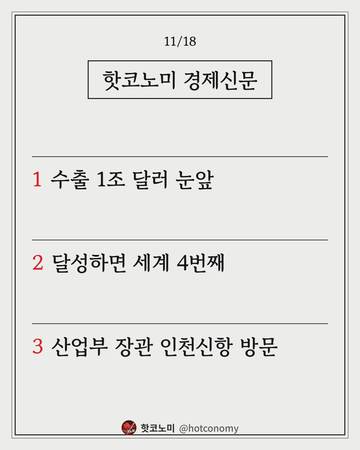 11/18
핫코노미 경제신문
1 수출 1조 달러 눈앞
2 달성하면 세계 4번째
3 산업부 장관 인천신항 방문
핫코노미 @hotconomy